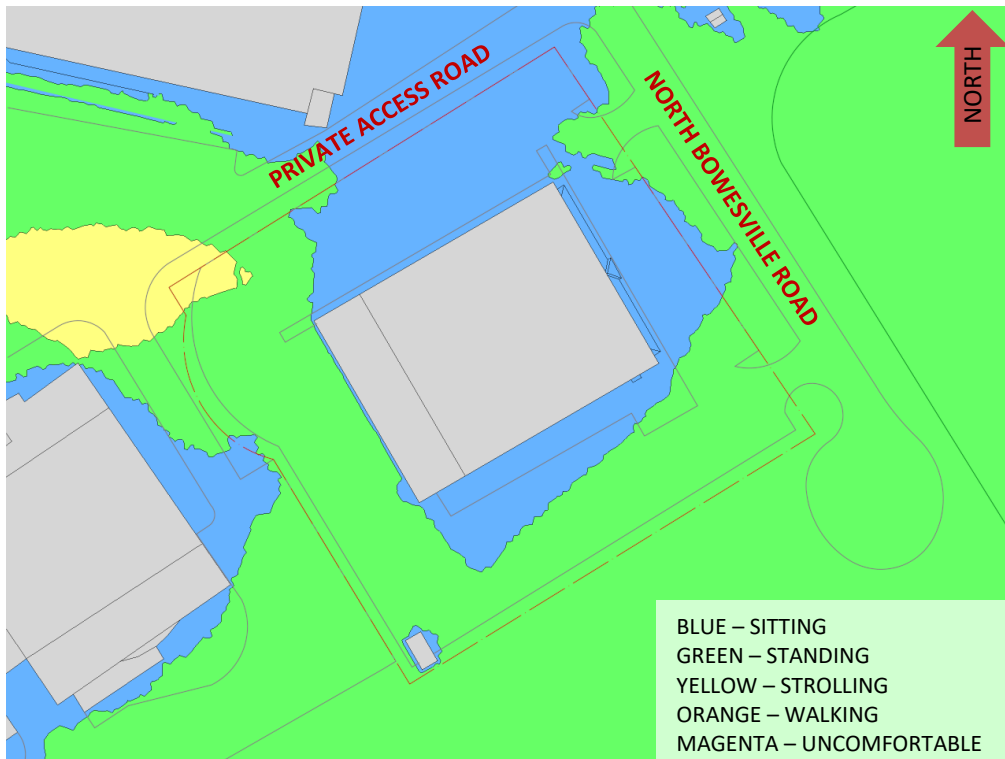 PRIVATE ACCESS ROAD
NORTH BOWESVILLE ROAD
NORTH
BLUE – SITTING
GREEN – STANDING
YELLOW – STROLLING
ORANGE – WALKING
MAGENTA – UNCOMFORTABLE